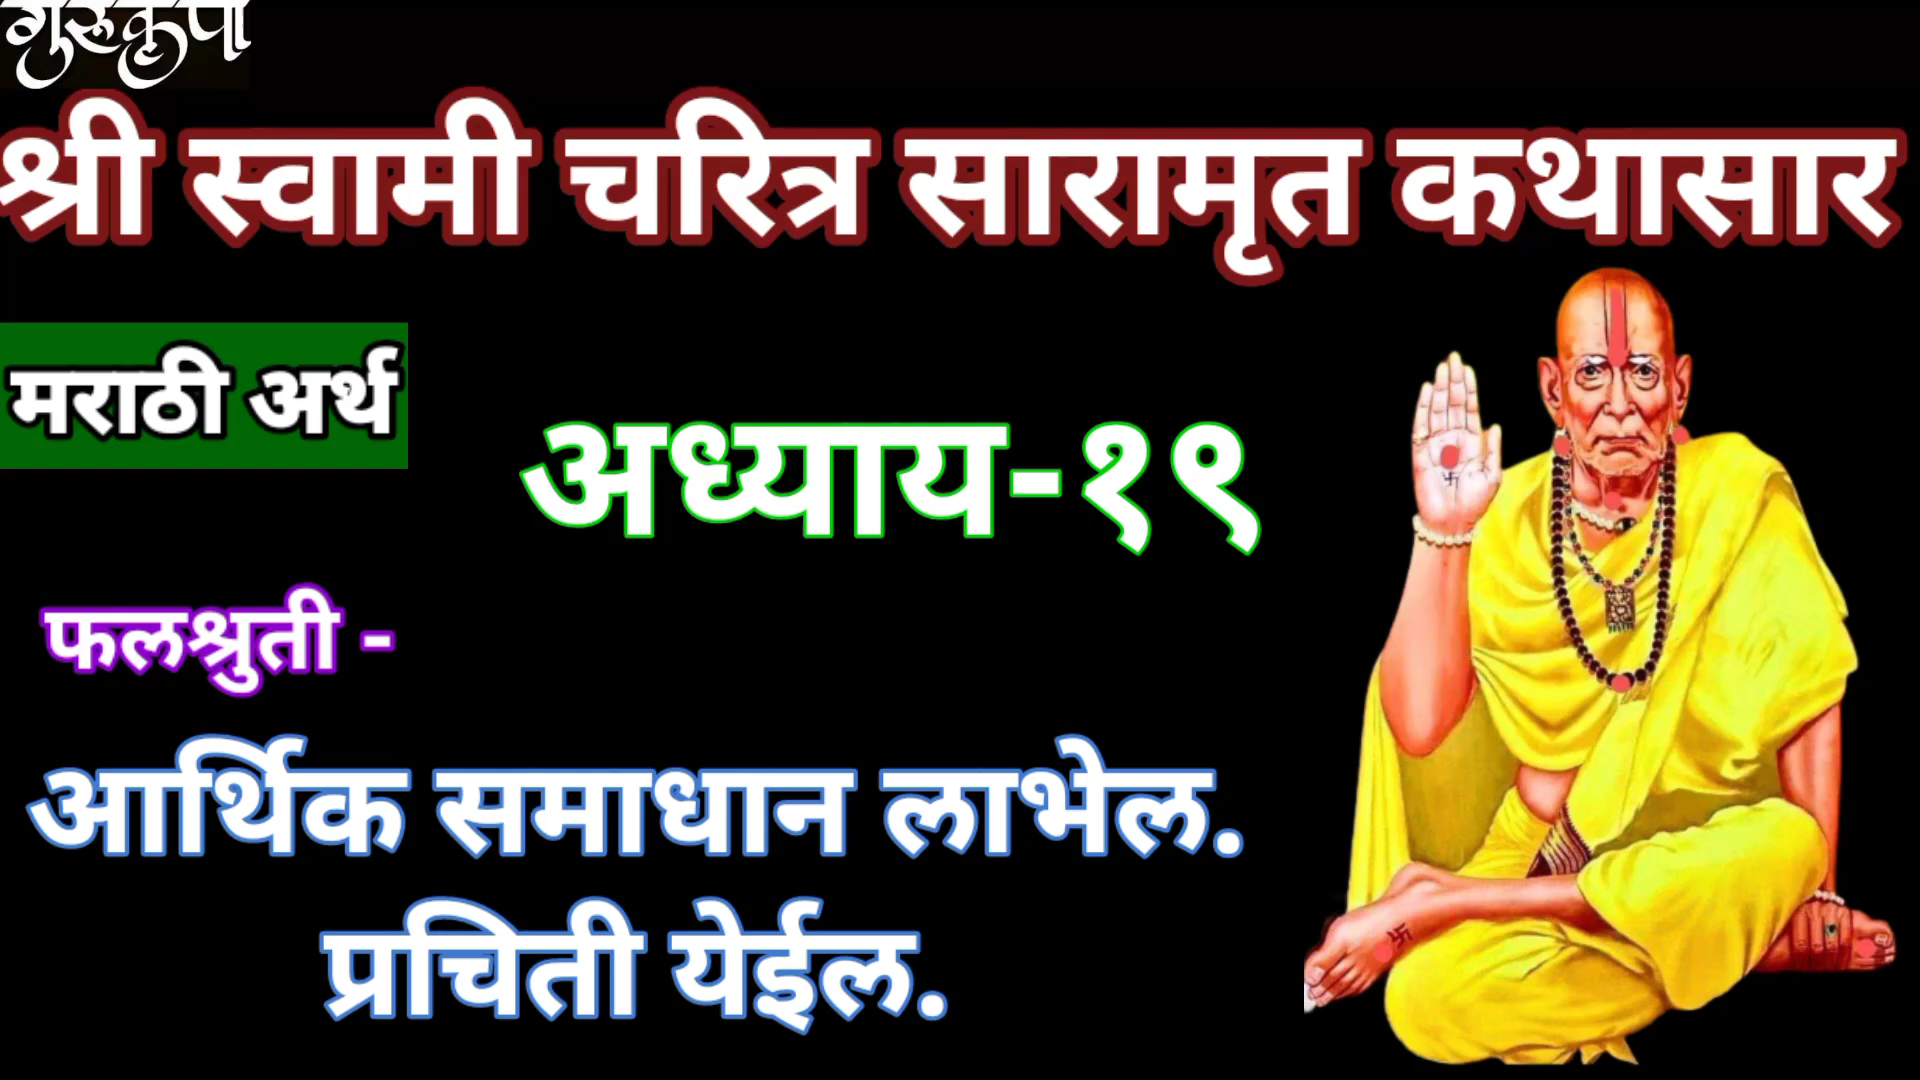 गुरुकृपा
श्री स्वामी चरित्र सारामृत कथासार
मराठी अर्थ
अध्याय-१९
फलश्रुती -
आर्थिक समाधान लाभेल.
प्रचिती येईल.